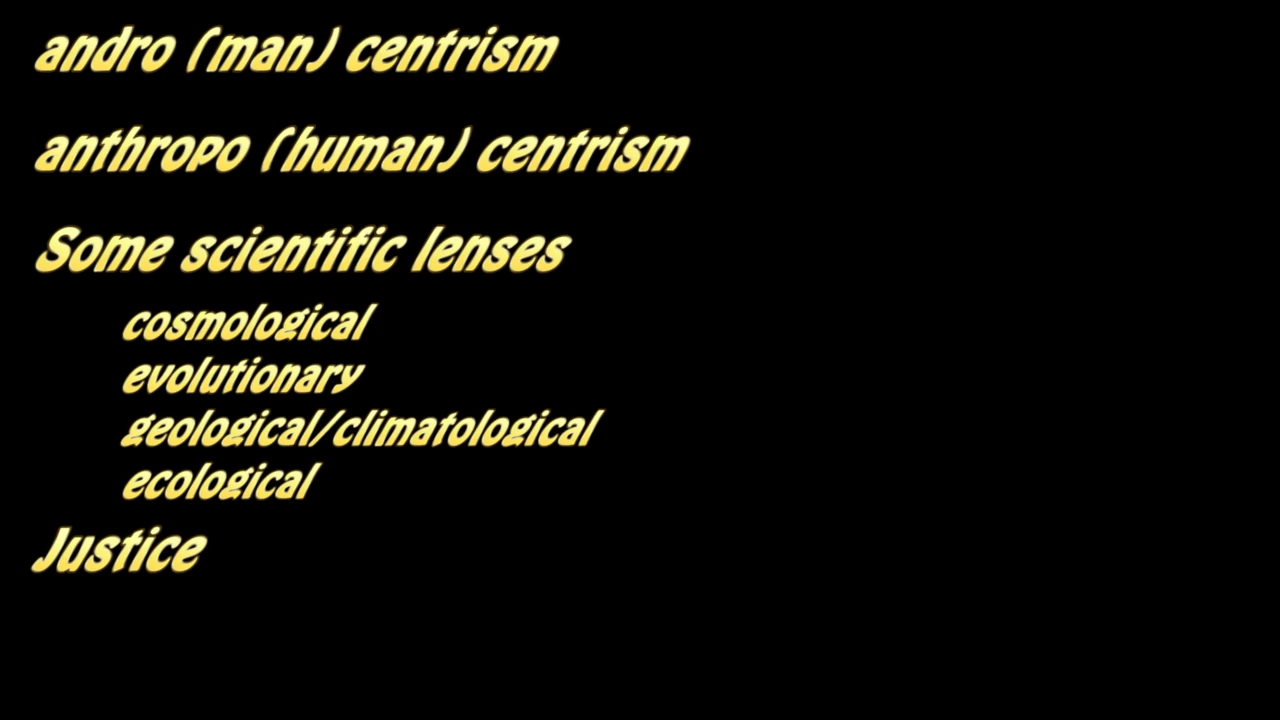 andro (man) centrism
anthropo (human) centrism
Some scientific lenses
cosmological
evolutionary
geological/climatological
ecological
Justice